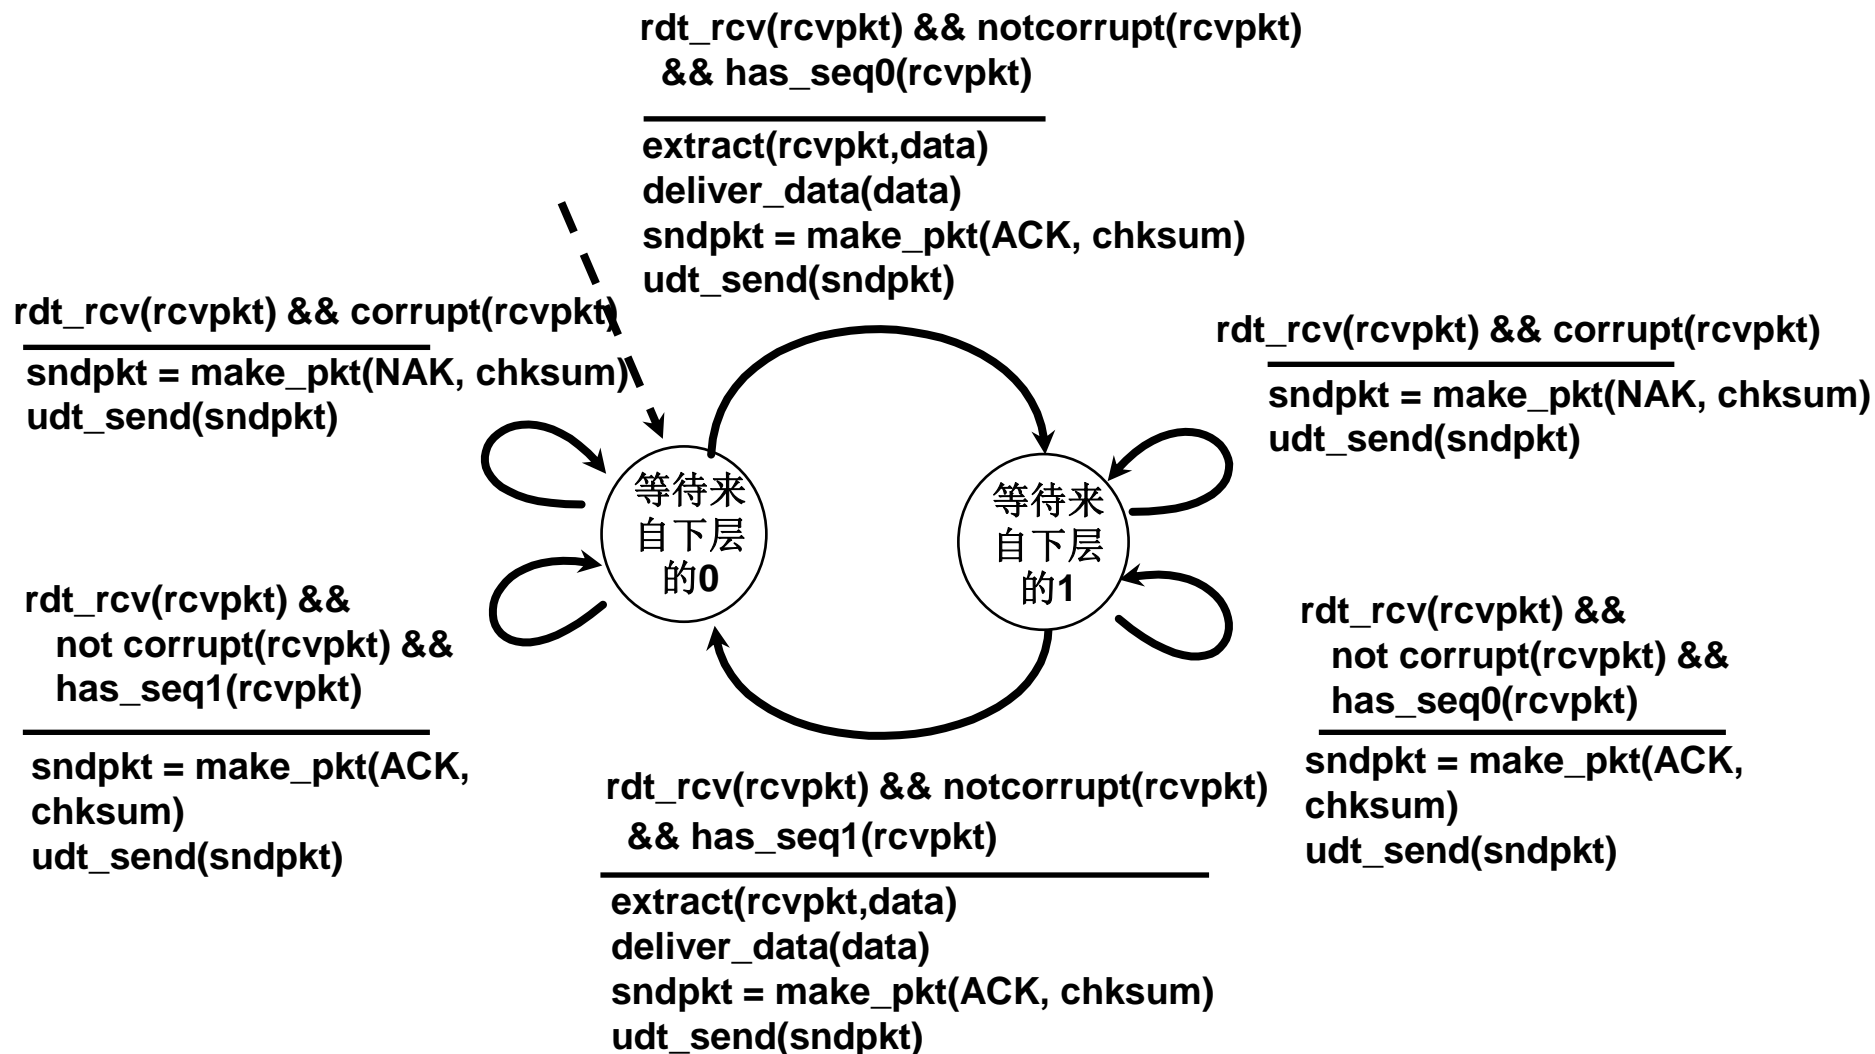 rdt_rcv(rcvpkt) && notcorrupt(rcvpkt)
&& has_seq0(rcvpkt)
extract(rcvpkt,data)
deliver_data(data)
sndpkt = make_pkt(ACK, chksum)
udt_send(sndpkt)
rdt_rcv(rcvpkt) && corrupt(rcvpkt)
sndpkt = make_pkt(NAK, chksum)
udt_send(sndpkt)
rdt_rcv(rcvpkt) && corrupt(rcvpkt)
sndpkt = make_pkt(NAK, chksum)
udt_send(sndpkt)
等待来
自下层
的0
等待来
自下层
的1
rdt_rcv(rcvpkt) &&
not corrupt(rcvpkt) &&
has_seq1(rcvpkt)
sndpkt = make_pkt(ACK,
chksum)
udt_send(sndpkt)
rdt_rcv(rcvpkt) &&
not corrupt(rcvpkt) &&
has_seq0(rcvpkt)
sndpkt = make_pkt(ACK,
chksum)
udt_send(sndpkt)
rdt_rcv(rcvpkt) && notcorrupt(rcvpkt)
&& has_seq1(rcvpkt)
extract(rcvpkt,data)
deliver_data(data)
sndpkt = make_pkt(ACK, chksum)
udt_send(sndpkt)